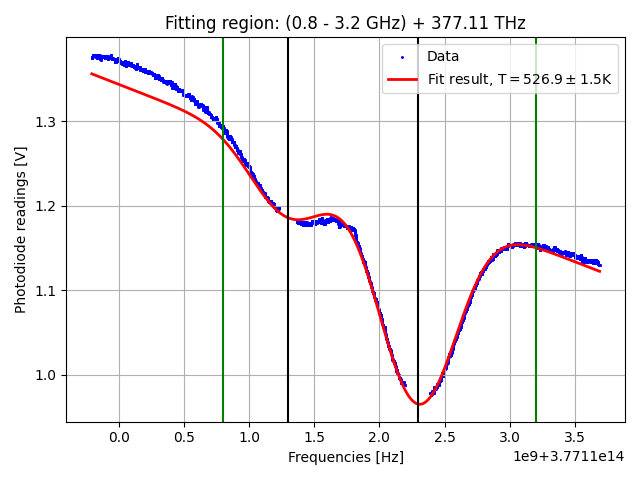 Fitting region: (0.8 - 3.2 GHz) + 377.11 THz
Data
Fit result, T = 526.9 ± 1.5K
Photodiode readings [V]
1.3
1.2
1.1
1.0
0.0 0.5 1.0 1.5 2.0 2.5 3.0 3.5
Frequencies [Hz]
1e9+3.7711e14